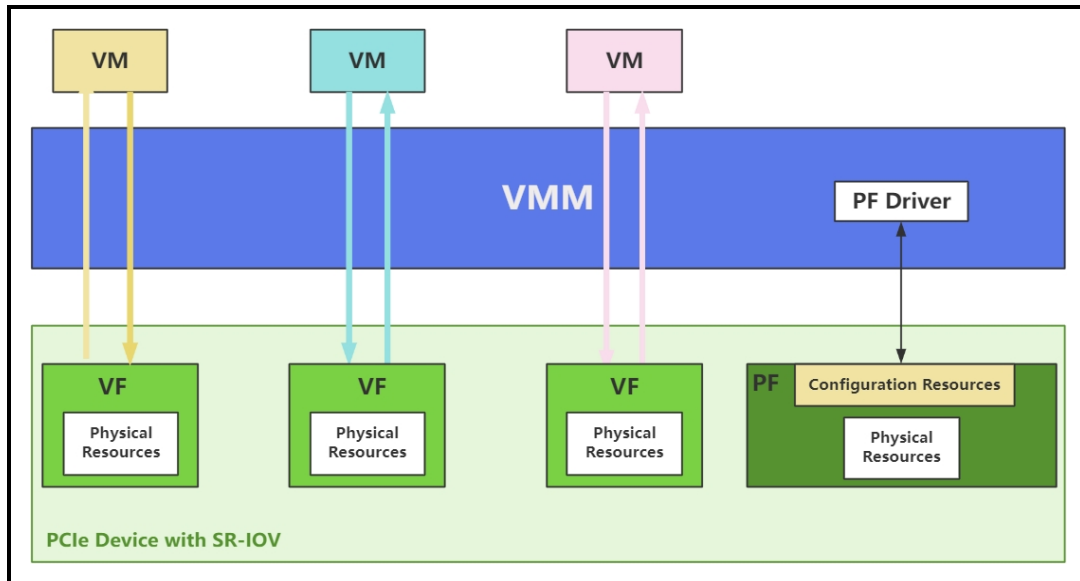 VM
VM
VM
VMM
PF Driver
VF
Physical
Resources
VF
Physical
Resources
VF
Physical
Resources
PF
Configuration Resources
Physical
Resources
PCIe Device with SR-IOV